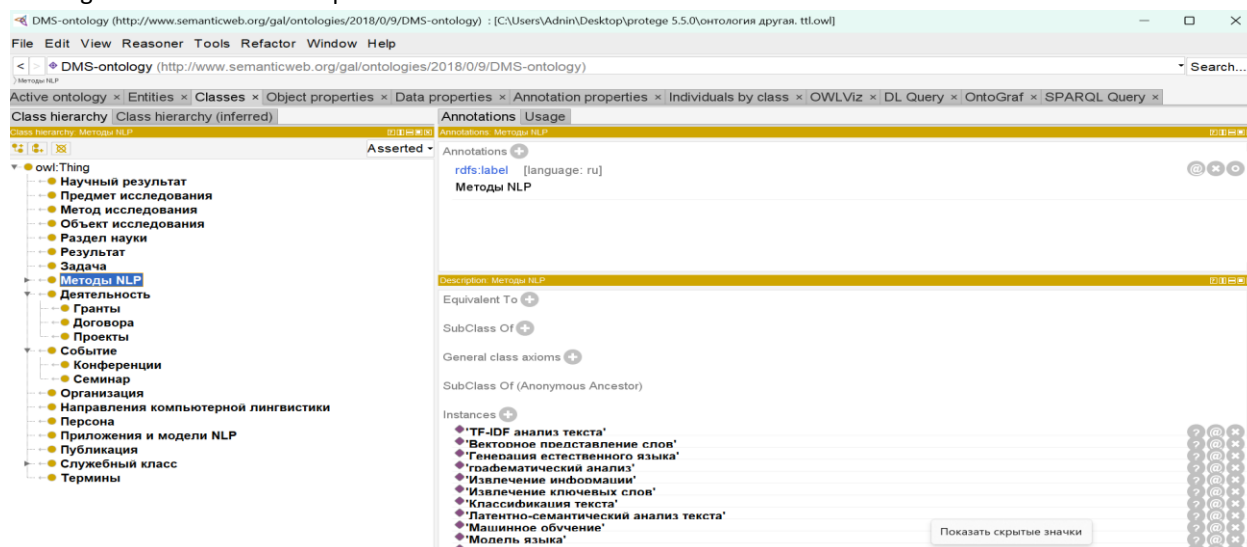 DMS-ontology (http://www.semanticweb.org/gal/ontologies/2018/0/9/DMS-ontology) : [C:\Users\Admin\Desktop\protege 5.5.0\онтология другая. ttl.owl]
File Edit View Reasoner Tools Refactor Window Help
< > DMS-ontology (http://www.semanticweb.org/gal/ontologies/2018/0/9/DMS-ontology) Search...
Методы NLP
Active ontology × Entities × Classes × Object properties × Data properties × Annotation properties × Individuals by class × OWLViz × DL Query × OntoGraf × SPARQL Query ×
Class hierarchy Class hierarchy (inferred)
Class hierarchy: Методы NLP
Asserted
owl:Thing
Научный результат
Предмет исследования
Метод исследования
Объект исследования
Раздел науки
Результат
Задача
Методы NLP
Деятельность
Гранты
Договора
Проекты
Событие
Конференции
Семинар
Организация
Направления компьютерной лингвистики
Персона
Приложения и модели NLP
Публикация
Служебный класс
Термины
Annotations Usage
Annotations: Методы NLP
Annotations
rdfs:label [language: ru]
Методы NLP
Description: Методы NLP
Equivalent To
SubClass Of
General class axioms
SubClass Of (Anonymous Ancestor)
Instances
'TF-IDF анализ текста'
'Векторное представление слов'
'Генерация естественного языка'
'графематический анализ'
'Извлечение информации'
'Извлечение ключевых слов'
'Классификация текста'
'Латентно-семантический анализ текста'
'Машинное обучение'
'Модель языка'
Показать скрытые значки